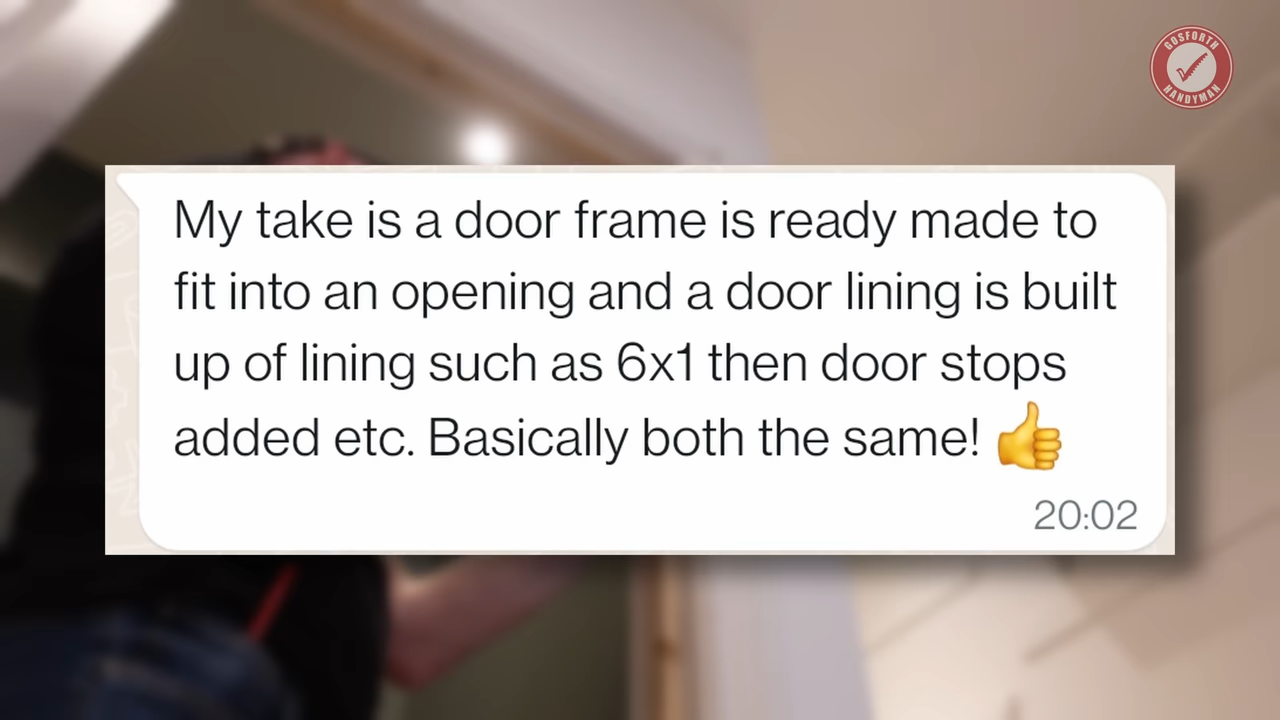 GOSFORTH
HANDYMAN
My take is a door frame is ready made to
fit into an opening and a door lining is built
up of lining such as 6x1 then door stops
added etc. Basically both the same! 👍
20:02